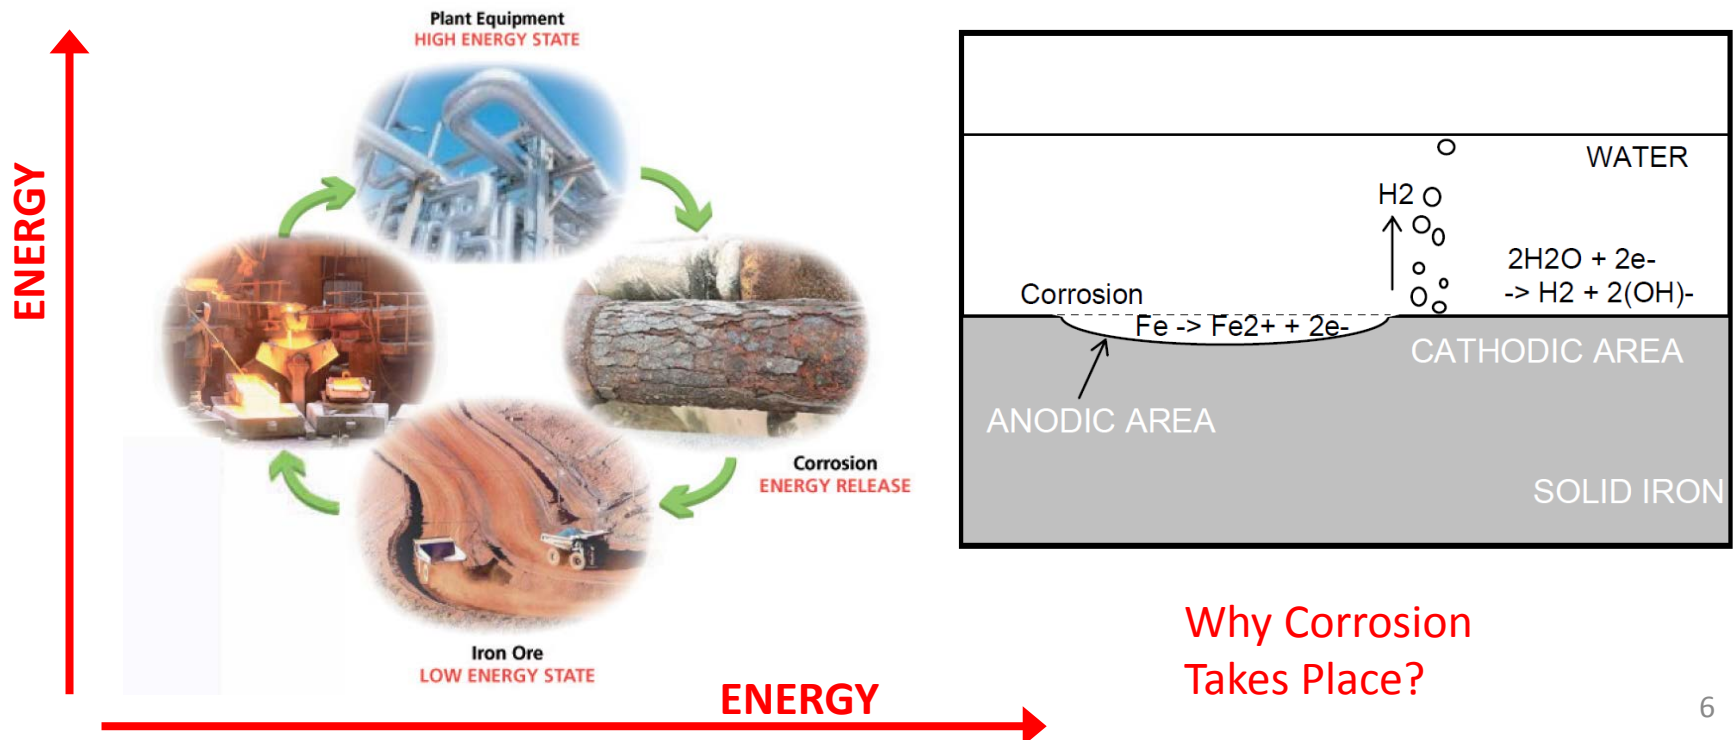 Plant Equipment
HIGH ENERGY STATE
ENERGY
Corrosion
ENERGY RELEASE
Iron Ore
LOW ENERGY STATE
ENERGY
WATER
H2
2H2O + 2e-
-> H2 + 2(OH)-
Corrosion
Fe -> Fe2+ + 2e-
CATHODIC AREA
ANODIC AREA
SOLID IRON
Why Corrosion
Takes Place?
6